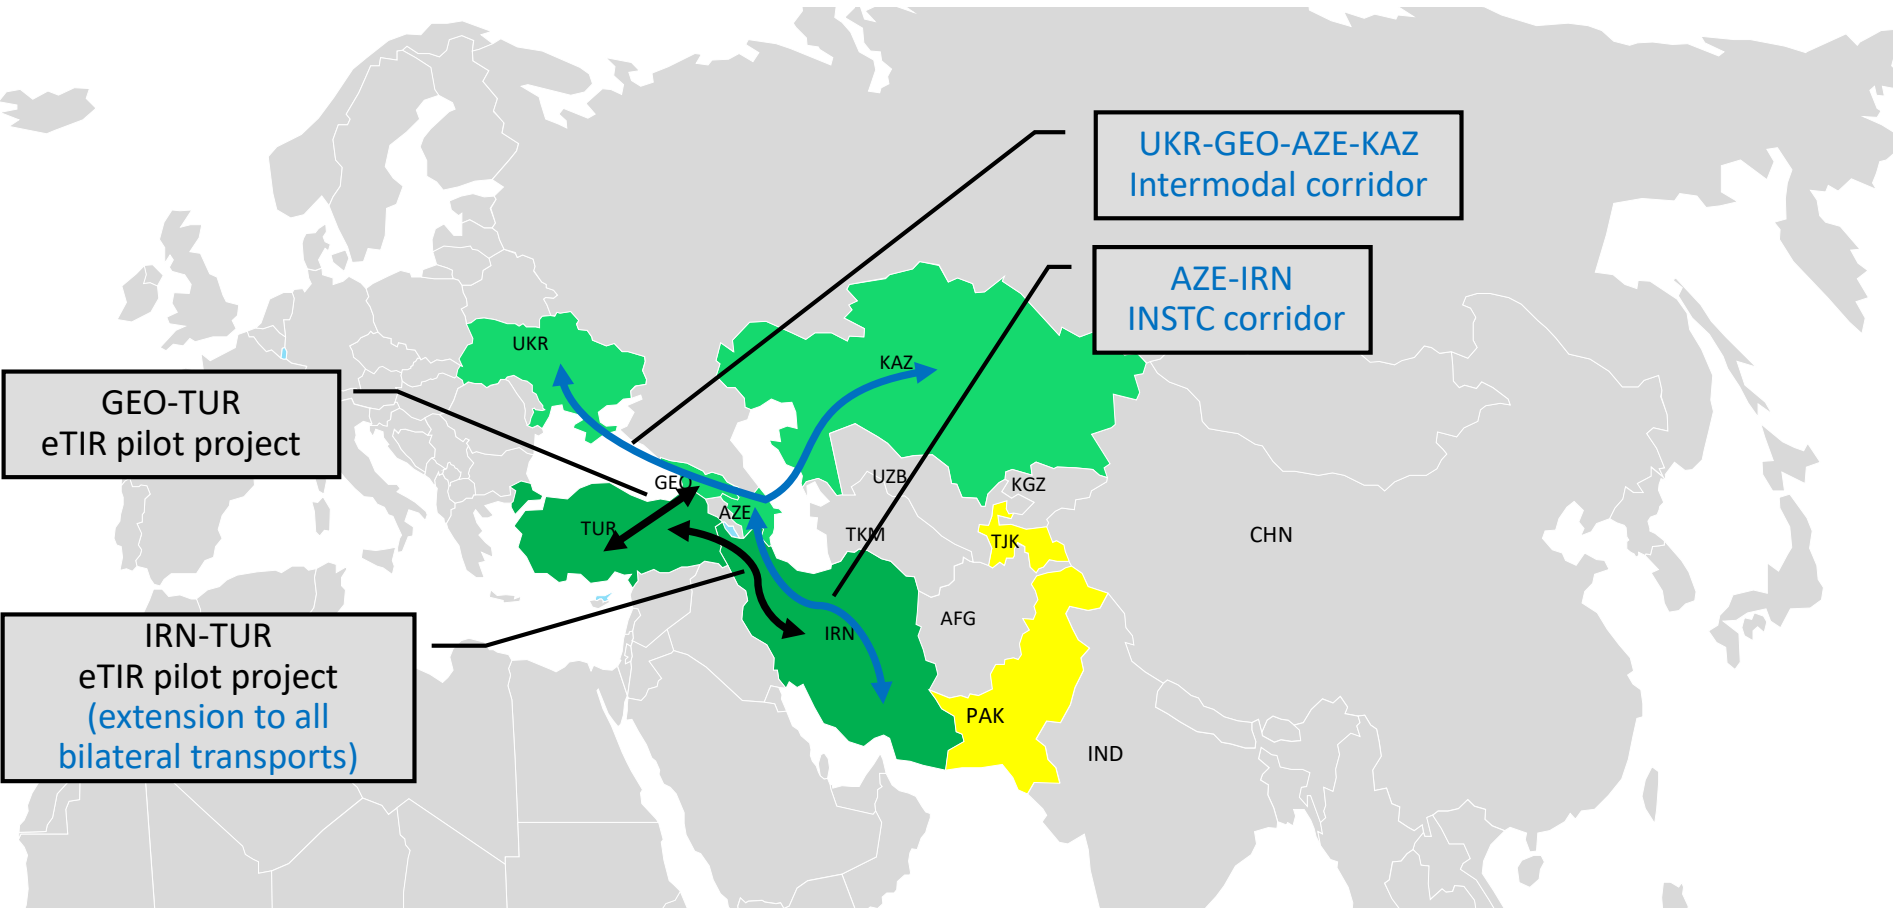 UKR-GEO-AZE-KAZ
Intermodal corridor
AZE-IRN
INSTC corridor
UKR
KAZ
GEO-TUR
eTIR pilot project
GEO
UZB
KGZ
AZE
TUR
TKM
TJK
CHN
AFG
IRN
IRN-TUR
eTIR pilot project
(extension to all
bilateral transports)
PAK
IND